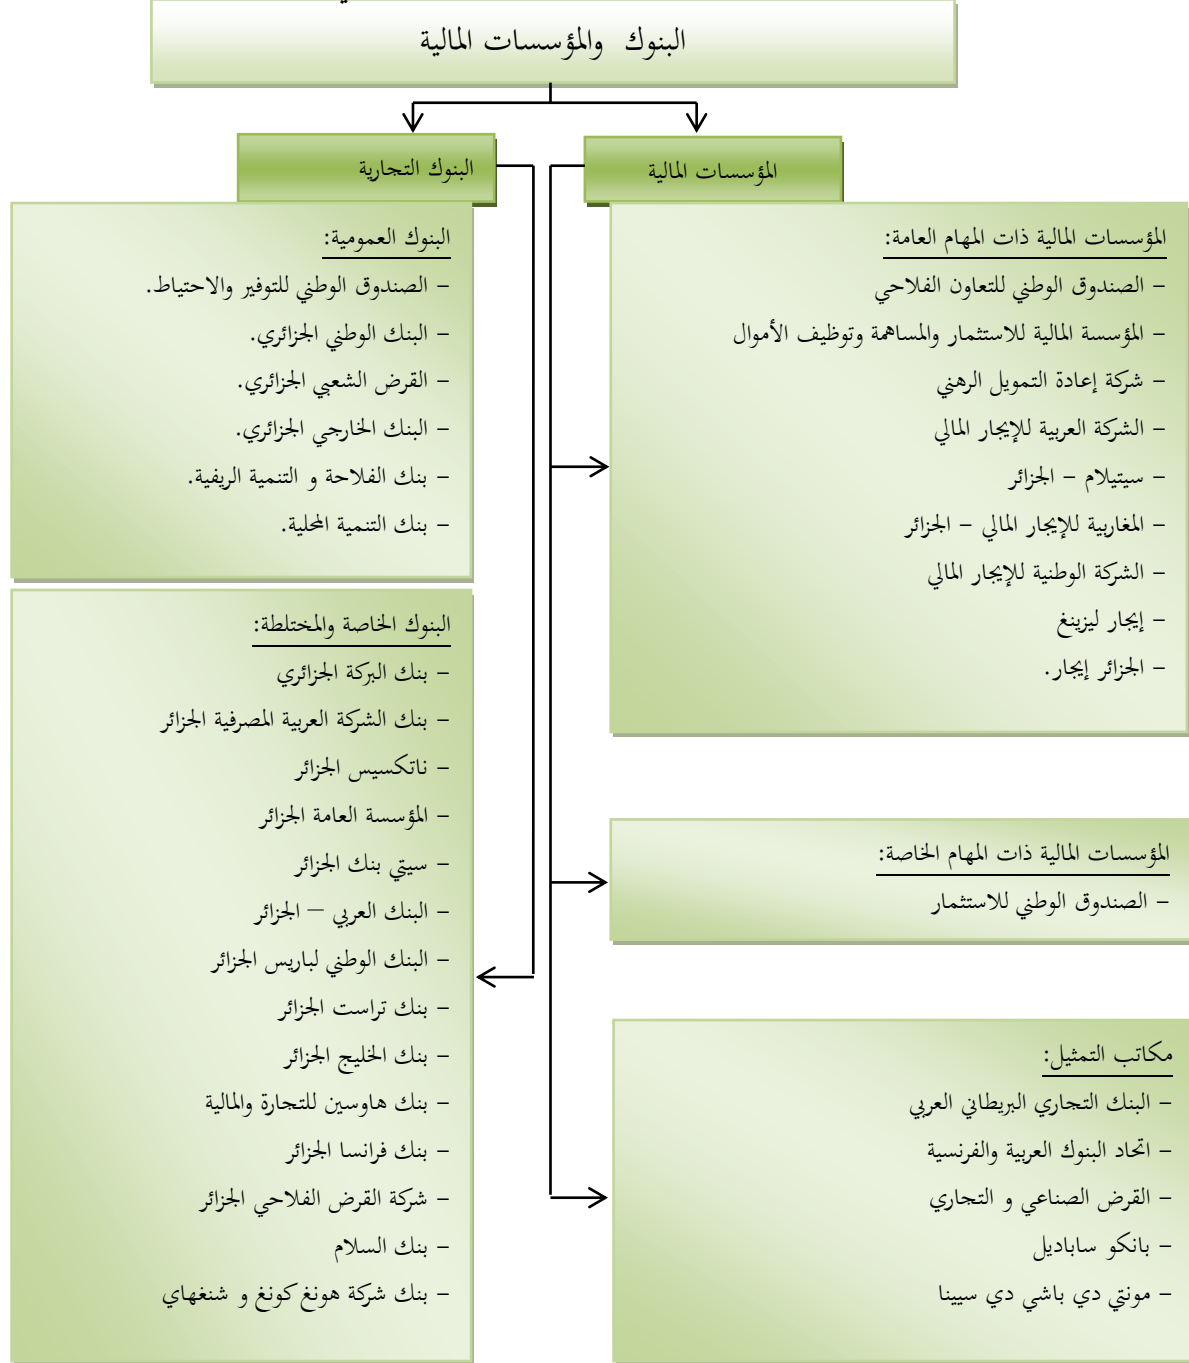 البنوك والمؤسسات المالية
المؤسسات المالية
البنوك التجارية
المؤسسات المالية ذات المهام العامة:
– الصندوق الوطني للتعاون الفلاحي
– المؤسسة المالية للاستثمار والمساهمة وتوظيف الأموال
– شركة إعادة التمويل الرهني
– الشركة العربية للإيجار المالي
– سيتيلام – الجزائر
– المغاربية للإيجار المالي – الجزائر
– الشركة الوطنية للإيجار المالي
– إيجار ليزينغ
– الجزائر إيجار.
المؤسسات المالية ذات المهام الخاصة:
– الصندوق الوطني للاستثمار
مكاتب التمثيل:
– البنك التجاري البريطاني العربي
– اتحاد البنوك العربية والفرنسية
– القرض الصناعي و التجاري
– بانكو ساباديل
– مونتي دي باشي دي سيينا
البنوك العمومية:
– الصندوق الوطني للتوفير والاحتياط.
– البنك الوطني الجزائري.
– القرض الشعبي الجزائري.
– البنك الخارجي الجزائري.
– بنك الفلاحة و التنمية الريفية.
– بنك التنمية المحلية.
البنوك الخاصة والمختلطة:
– بنك البركة الجزائري
– بنك الشركة العربية المصرفية الجزائر
– ناتكسيس الجزائر
– المؤسسة العامة الجزائر
– سيتي بنك الجزائر
– البنك العربي – الجزائر
– البنك الوطني لباريس الجزائر
– بنك تراست الجزائر
– بنك الخليج الجزائر
– بنك هاوسين للتجارة والمالية
– بنك فرانسا الجزائر
– شركة القرض الفلاحي الجزائر
– بنك السلام
– بنك شركة هونغ كونغ و شنغهاي